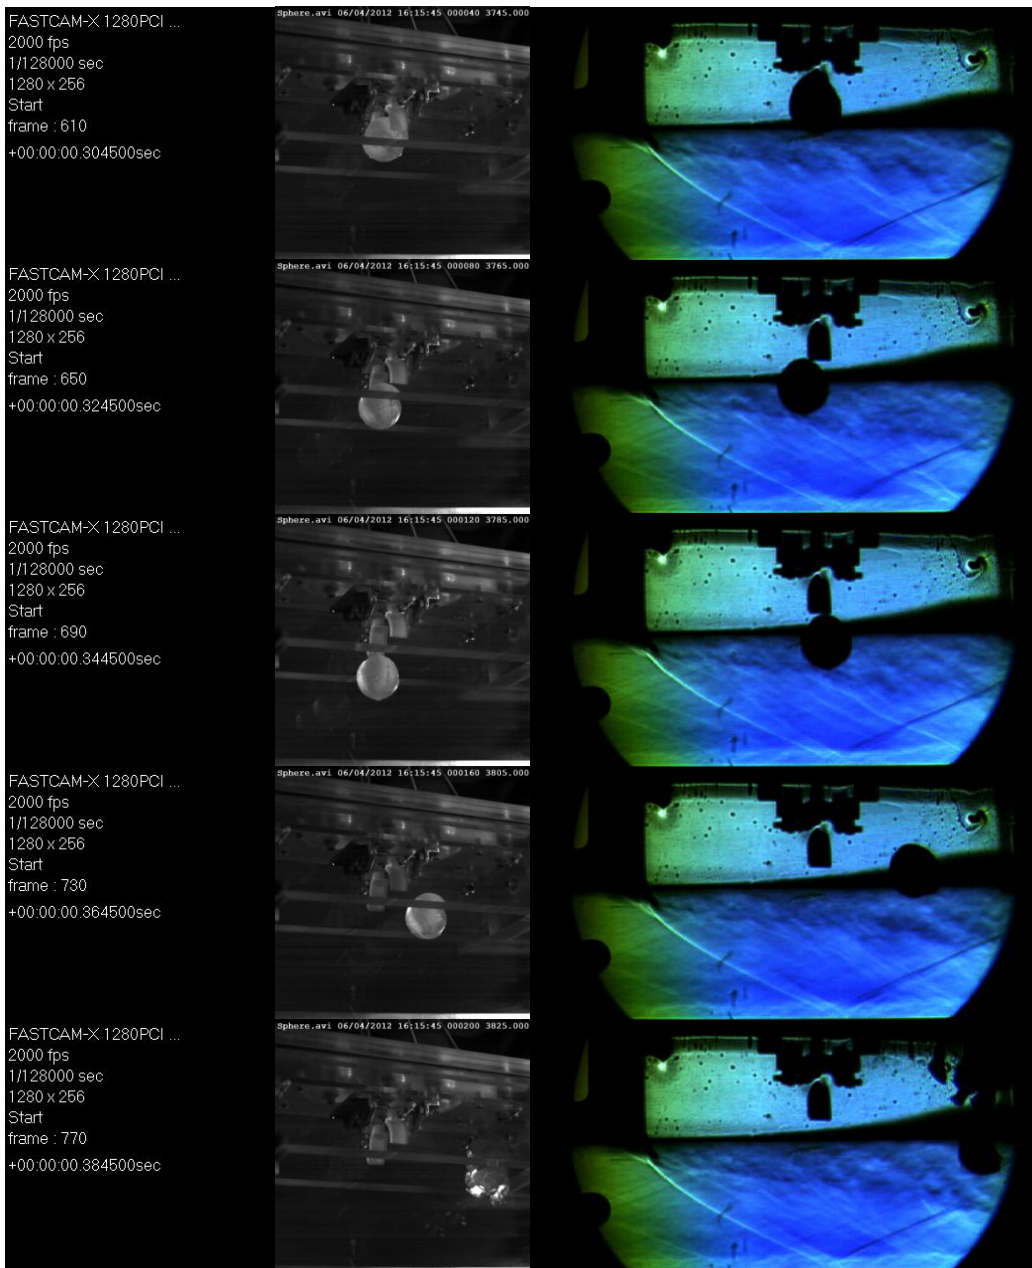 FASTCAM-X 1280PCI ...
2000 fps
1/128000 sec
1280 x 256
Start
frame : 610
+00:00:00.304500sec
Sphere.avi 06/04/2012 16:15:45 000040 3745.000
FASTCAM-X 1280PCI ...
2000 fps
1/128000 sec
1280 x 256
Start
frame : 650
+00:00:00.324500sec
Sphere.avi 06/04/2012 16:15:45 000080 3765.000
FASTCAM-X 1280PCI ...
2000 fps
1/128000 sec
1280 x 256
Start
frame : 690
+00:00:00.344500sec
Sphere.avi 06/04/2012 16:15:45 000120 3785.000
FASTCAM-X 1280PCI ...
2000 fps
1/128000 sec
1280 x 256
Start
frame : 730
+00:00:00.364500sec
Sphere.avi 06/04/2012 16:15:45 000160 3805.000
FASTCAM-X 1280PCI ...
2000 fps
1/128000 sec
1280 x 256
Start
frame : 770
+00:00:00.384500sec
Sphere.avi 06/04/2012 16:15:45 000200 3825.000